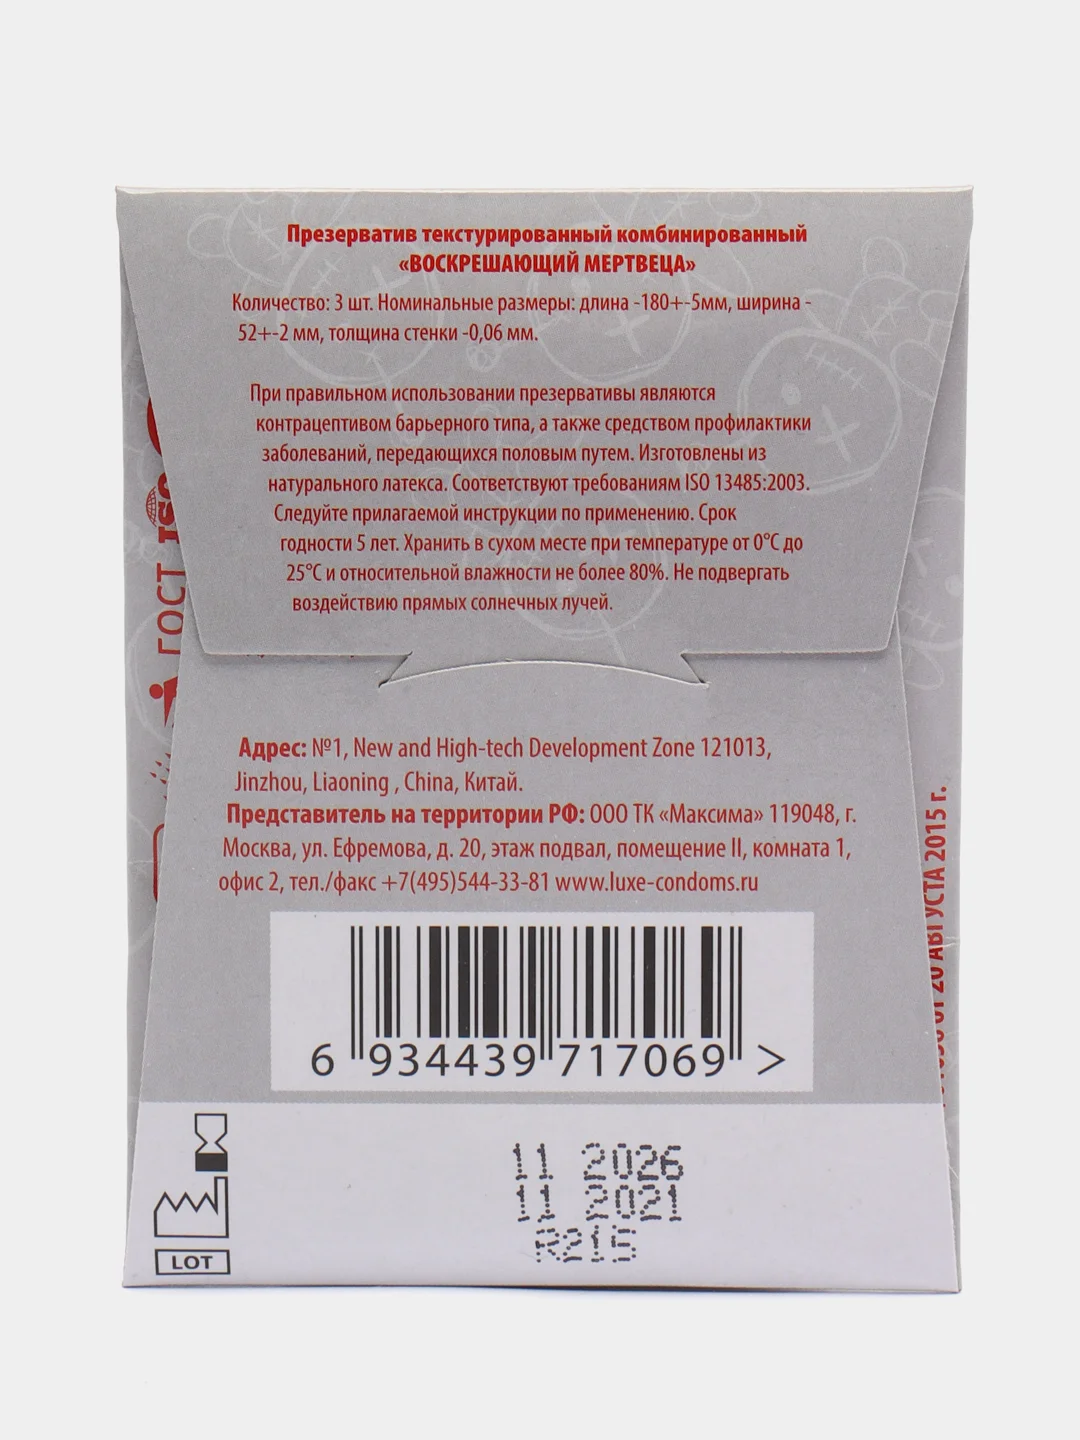 Презерватив текстурированный комбинированный
«ВОСКРЕШАЮЩИЙ МЕРТВЕЦА»
Количество: 3 шт. Номинальные размеры: длина -180+-5мм, ширина -
52+-2 мм, толщина стенки -0,06 мм.
При правильном использовании презервативы являются
контрацептивом барьерного типа, а также средством профилактики
заболеваний, передающихся половым путем. Изготовлены из
натурального латекса. Соответствуют требованиям ISO 13485:2003.
Следуйте прилагаемой инструкции по применению. Срок
годности 5 лет. Хранить в сухом месте при температуре от 0°С до
25°С и относительной влажности не более 80%. Не подвергать
воздействию прямых солнечных лучей.
ГОСТ ISO
Адрес: №1, New and High-tech Development Zone 121013,
Jinzhou, Liaoning , China, Китай.
Представитель на территории РФ: ООО ТК «Максима» 119048, г.
Москва, ул. Ефремова, д. 20, этаж подвал, помещение II, комната 1,
офис 2, тел./факс +7(495)544-33-81 www.luxe-condoms.ru
от 20 АВГУСТА 2015 г.
6 934439 717069 >
11 2026
11 2021
R215
LOT